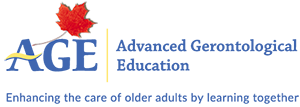 AGE
Advanced Gerontological
Education
Enhancing the care of older adults by learning together